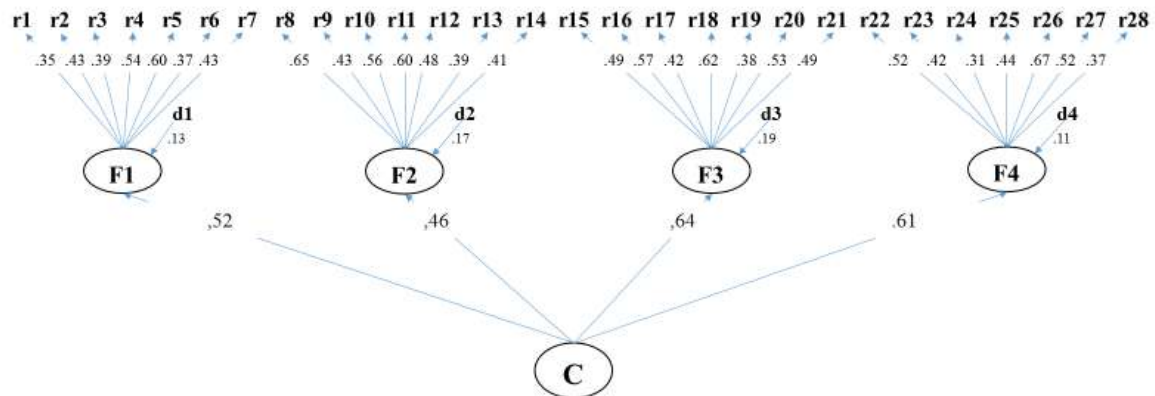 r1 r2 r3 r4 r5 r6 r7 r8 r9 r10 r11 r12 r13 r14 r15 r16 r17 r18 r19 r20 r21 r22 r23 r24 r25 r26 r27 r28
.35 .43 .39 .54 .60 .37 .43 .65 .43 .56 .60 .48 .39 .41 .49 .57 .42 .62 .38 .53 .49 .52 .42 .31 .44 .67 .52 .37
d1 d2 d3 d4
.13 .17 .19 .11
F1 F2 F3 F4
,52 ,46 ,64 .61
C